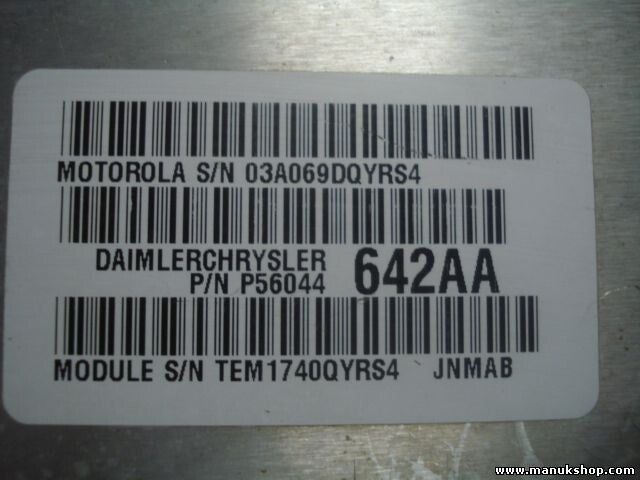 MOTOROLA S/N 03A069DQYRS4
DAIMLERCHRYSLER
P/N P56044 642AA
MODULE S/N TEM1740QYRS4 JNMAB
www.manukshop.com